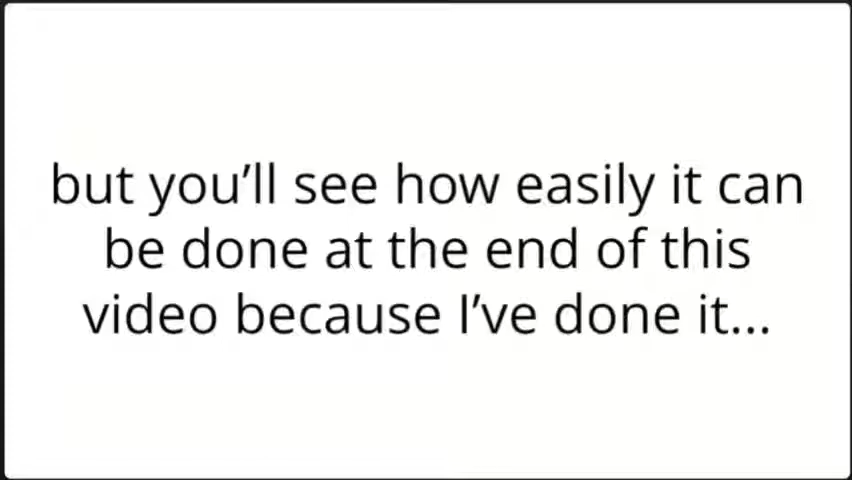 but you’ll see how easily it can
be done at the end of this
video because I’ve done it...